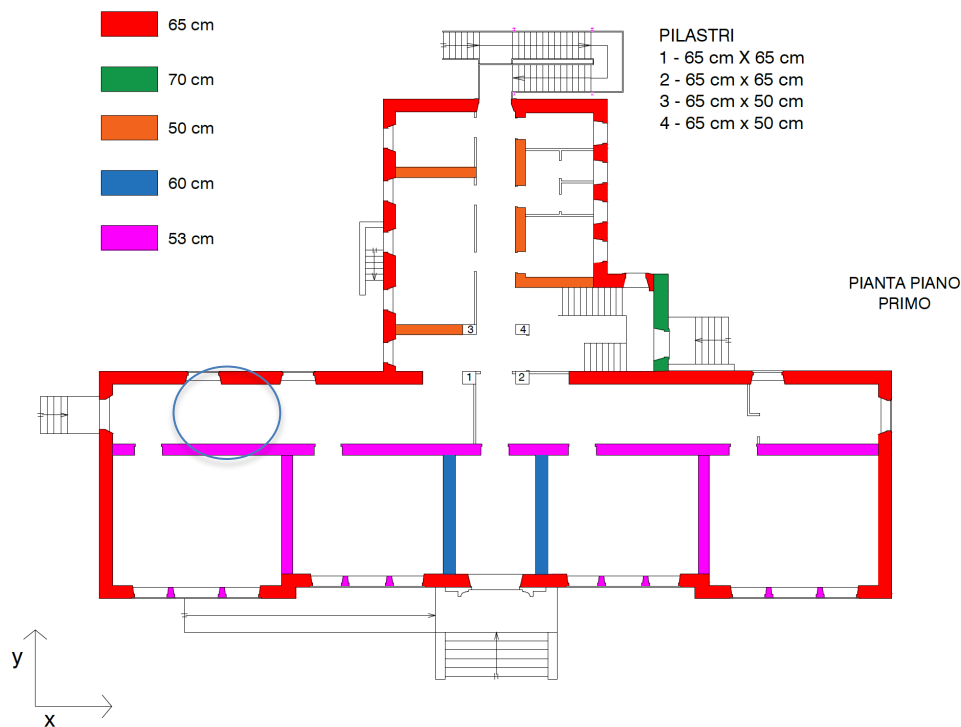 65 cm
70 cm
50 cm
60 cm
53 cm
PILASTRI
1 - 65 cm X 65 cm
2 - 65 cm x 65 cm
3 - 65 cm x 50 cm
4 - 65 cm x 50 cm
PIANTA PIANO
PRIMO
3
4
1
2
y
x